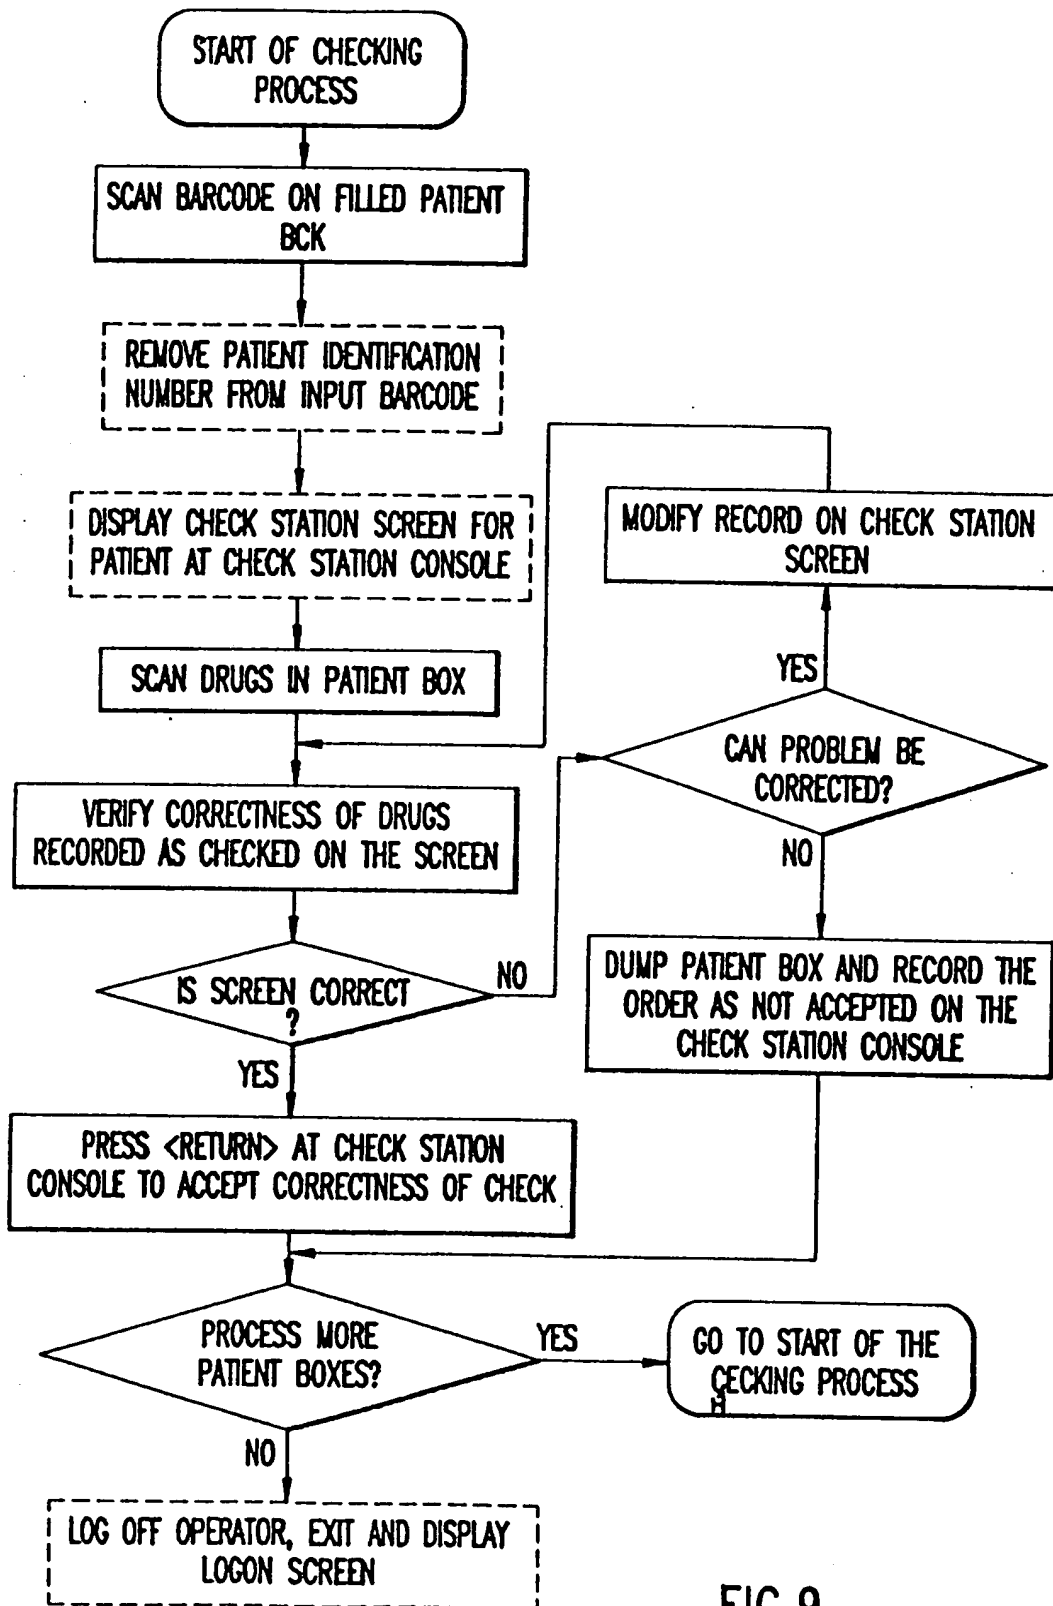 START OF CHECKING
PROCESS
SCAN BARCODE ON FILLED PATIENT
BCK
REMOVE PATIENT IDENTIFICATION
NUMBER FROM INPUT BARCODE
DISPLAY CHECK STATION SCREEN FOR
PATIENT AT CHECK STATION CONSOLE
SCAN DRUGS IN PATIENT BOX
VERIFY CORRECTNESS OF DRUGS
RECORDED AS CHECKED ON THE SCREEN
IS SCREEN CORRECT
?
NO
YES
MODIFY RECORD ON CHECK STATION
SCREEN
YES
CAN PROBLEM BE
CORRECTED?
NO
DUMP PATIENT BOX AND RECORD THE
ORDER AS NOT ACCEPTED ON THE
CHECK STATION CONSOLE
PRESS <RETURN> AT CHECK STATION
CONSOLE TO ACCEPT CORRECTNESS OF CHECK
PROCESS MORE
PATIENT BOXES?
YES
GO TO START OF THE
CECKING PROCESS
H
NO
LOG OFF OPERATOR, EXIT AND DISPLAY
LOGON SCREEN
FIG.9